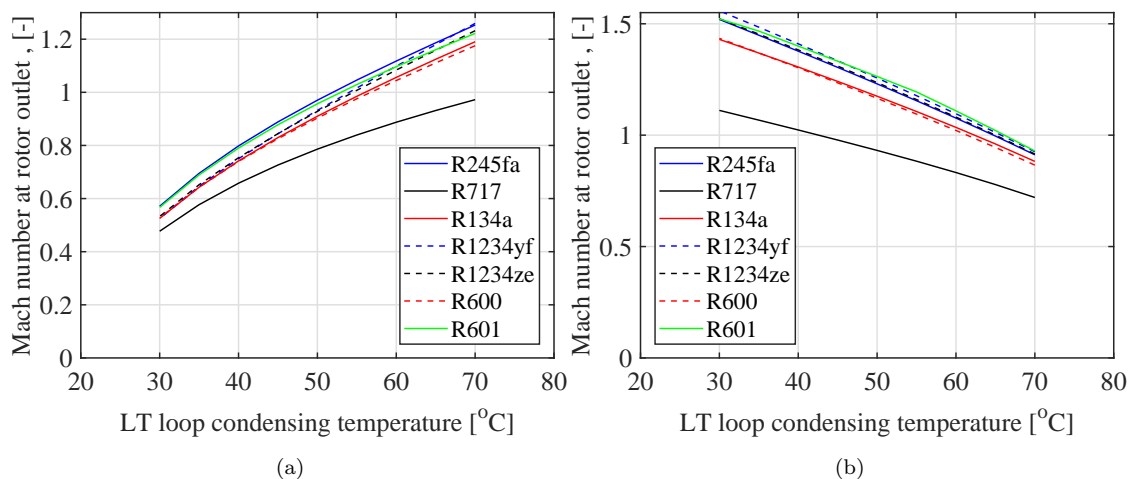 Mach number at rotor outlet , [-]
1.2
1
0.8
0.6
0.4
0.2
0
20 30 40 50 60 70 80
LT loop condensing temperature [°C]
R245fa
R717
R134a
R1234yf
R1234ze
R600
R601
(a)
Mach number at rotor outlet , [-]
1.5
1
0.5
0
20 30 40 50 60 70 80
LT loop condensing temperature [°C]
R245fa
R717
R134a
R1234yf
R1234ze
R600
R601
(b)